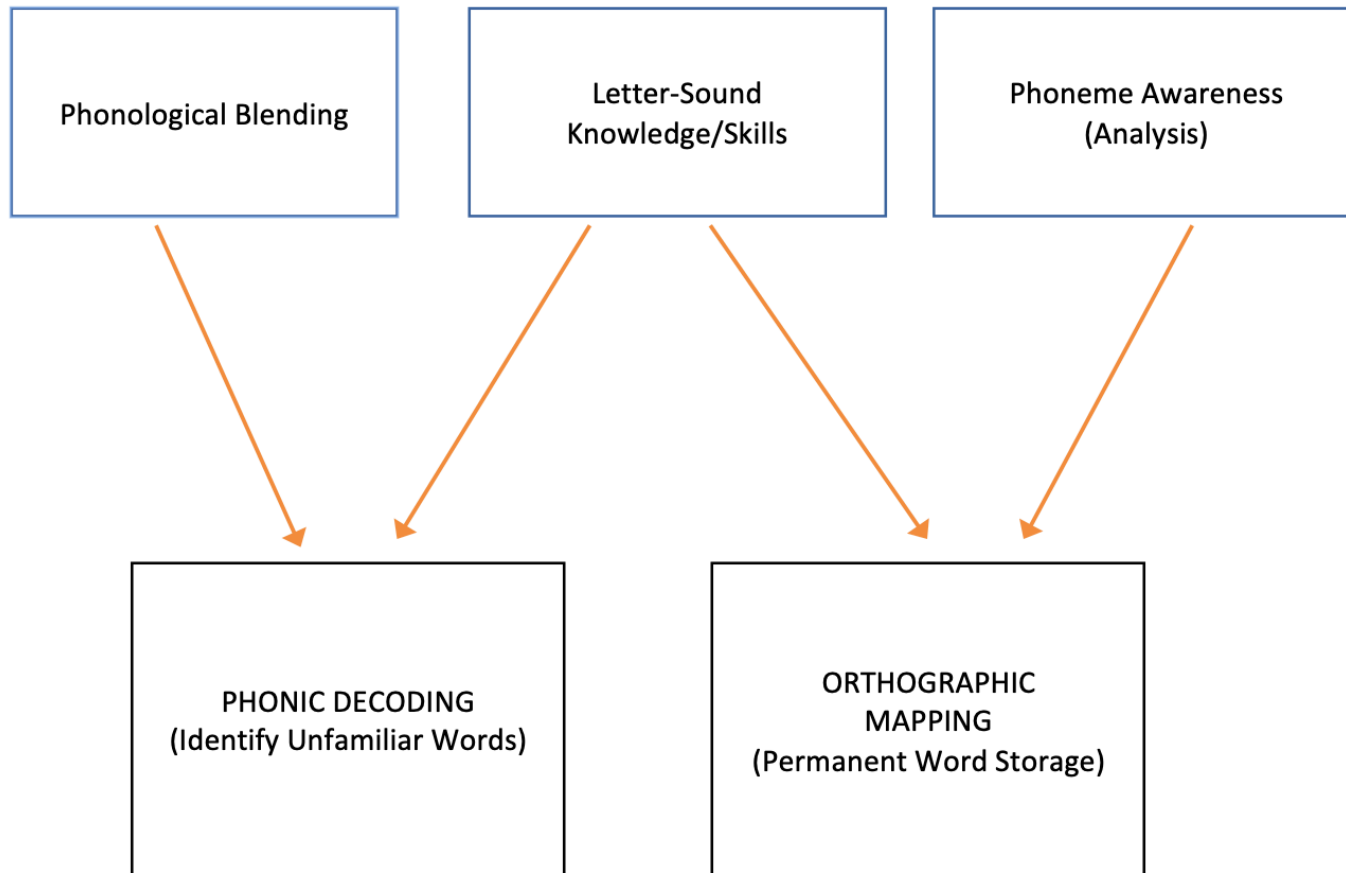 Phonological Blending
Letter-Sound
Knowledge/Skills
Phoneme Awareness
(Analysis)
PHONIC DECODING
(Identify Unfamiliar Words)
ORTHOGRAPHIC
MAPPING
(Permanent Word Storage)